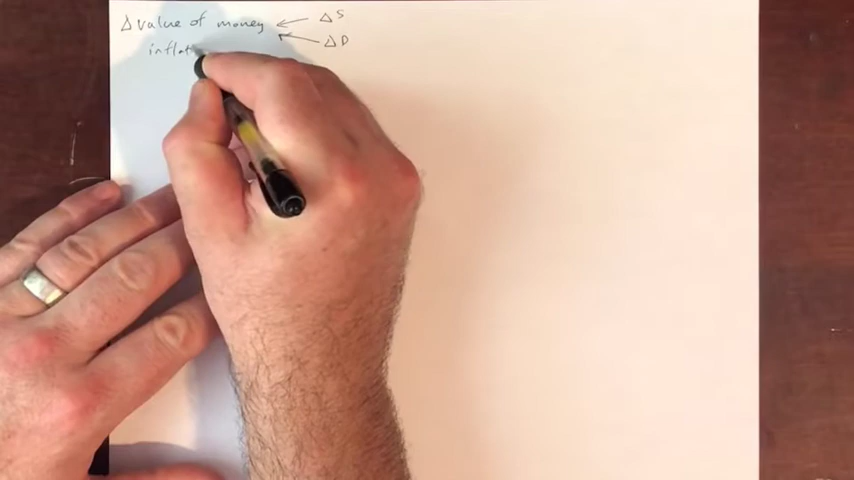 Δ value of money ← ΔS
← ΔD
inflat